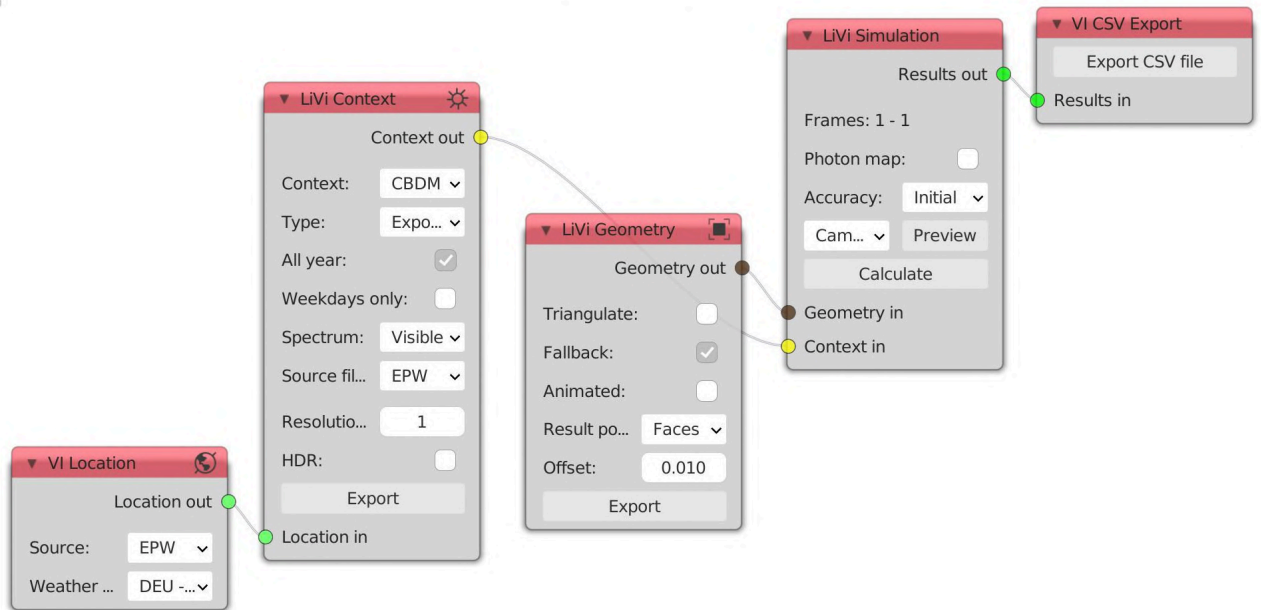 VI Location
Location out
Source: EPW
Weather ... DEU -...
LiVi Context
Context out
Context: CBDM
Type: Expo...
All year:
Weekdays only:
Spectrum: Visible
Source fil... EPW
Resolutio... 1
HDR:
Export
Location in
LiVi Geometry
Geometry out
Triangulate:
Fallback:
Animated:
Result po... Faces
Offset: 0.010
Export
LiVi Simulation
Results out
Frames: 1 - 1
Photon map:
Accuracy: Initial
Cam... Preview
Calculate
Geometry in
Context in
VI CSV Export
Export CSV file
Results in